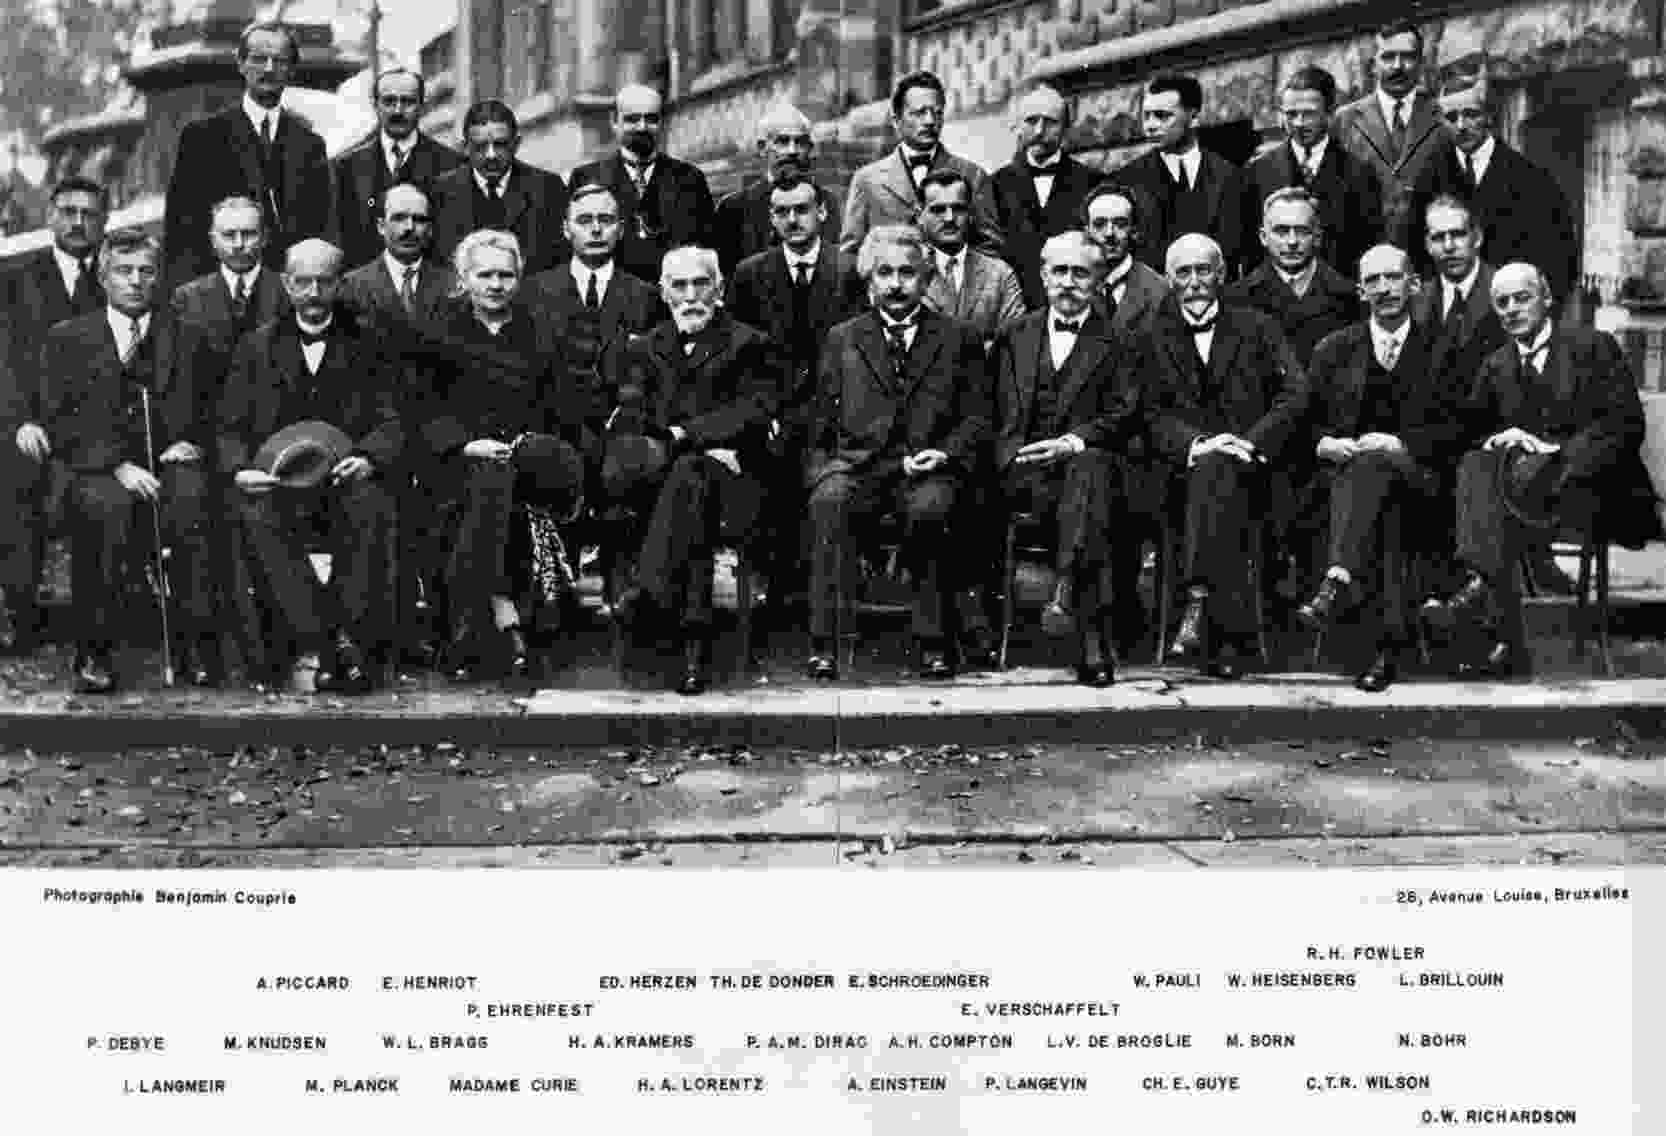 Photographie Benjamin Couprie
26, Avenue Louise, Bruxelles
R. H. FOWLER
A. PICCARD E. HENRIOT ED. HERZEN TH. DE DONDER E. SCHROEDINGER W. PAULI W. HEISENBERG L. BRILLOUIN
P. EHRENFEST E. VERSCHAFFELT
P. DEBYE M. KNUDSEN W. L. BRAGG H. A. KRAMERS P. A. M. DIRAC A. H. COMPTON L. V. DE BROGLIE M. BORN N. BOHR
I. LANGMEIR M. PLANCK MADAME CURIE H. A. LORENTZ A. EINSTEIN P. LANGEVIN CH. E. GUYE C. T. R. WILSON
O. W. RICHARDSON